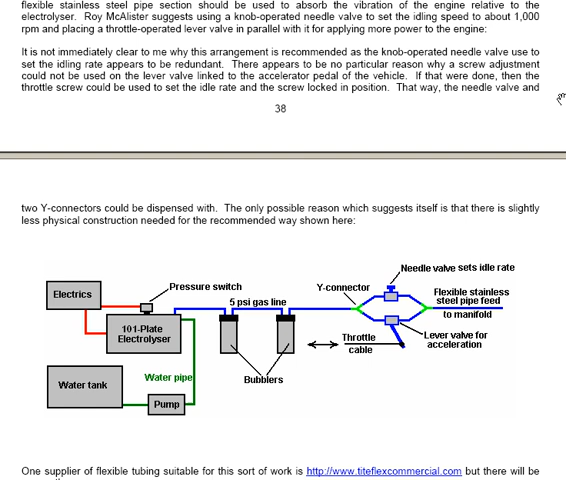 flexible stainless steel pipe section should be used to absorb the vibration of the engine relative to the
electrolyser. Roy McAlister suggests using a knob-operated needle valve to set the idling speed to about 1,000
rpm and placing a throttle-operated lever valve in parallel with it for applying more power to the engine:
It is not immediately clear to me why this arrangement is recommended as the knob-operated needle valve use to
set the idling rate appears to be redundant. There appears to be no particular reason why a screw adjustment
could not be used on the lever valve linked to the accelerator pedal of the vehicle. If that were done, then the
throttle screw could be used to set the idle rate and the screw locked in position. That way, the needle valve and
38
two Y-connectors could be dispensed with. The only possible reason which suggests itself is that there is slightly
less physical construction needed for the recommended way shown here:
Needle valve sets idle rate
Pressure switch
Y-connector
Electrics
Flexible stainless
steel pipe feed
5 psi gas line
to manifold
101-Plate
Electrolyser
Throttle
cable
Lever valve for
acceleration
Water pipe
Bubblers
Water tank
Pump
One supplier of flexible tubing suitable for this sort of work is http://www.titeflexcommercial.com but there will be